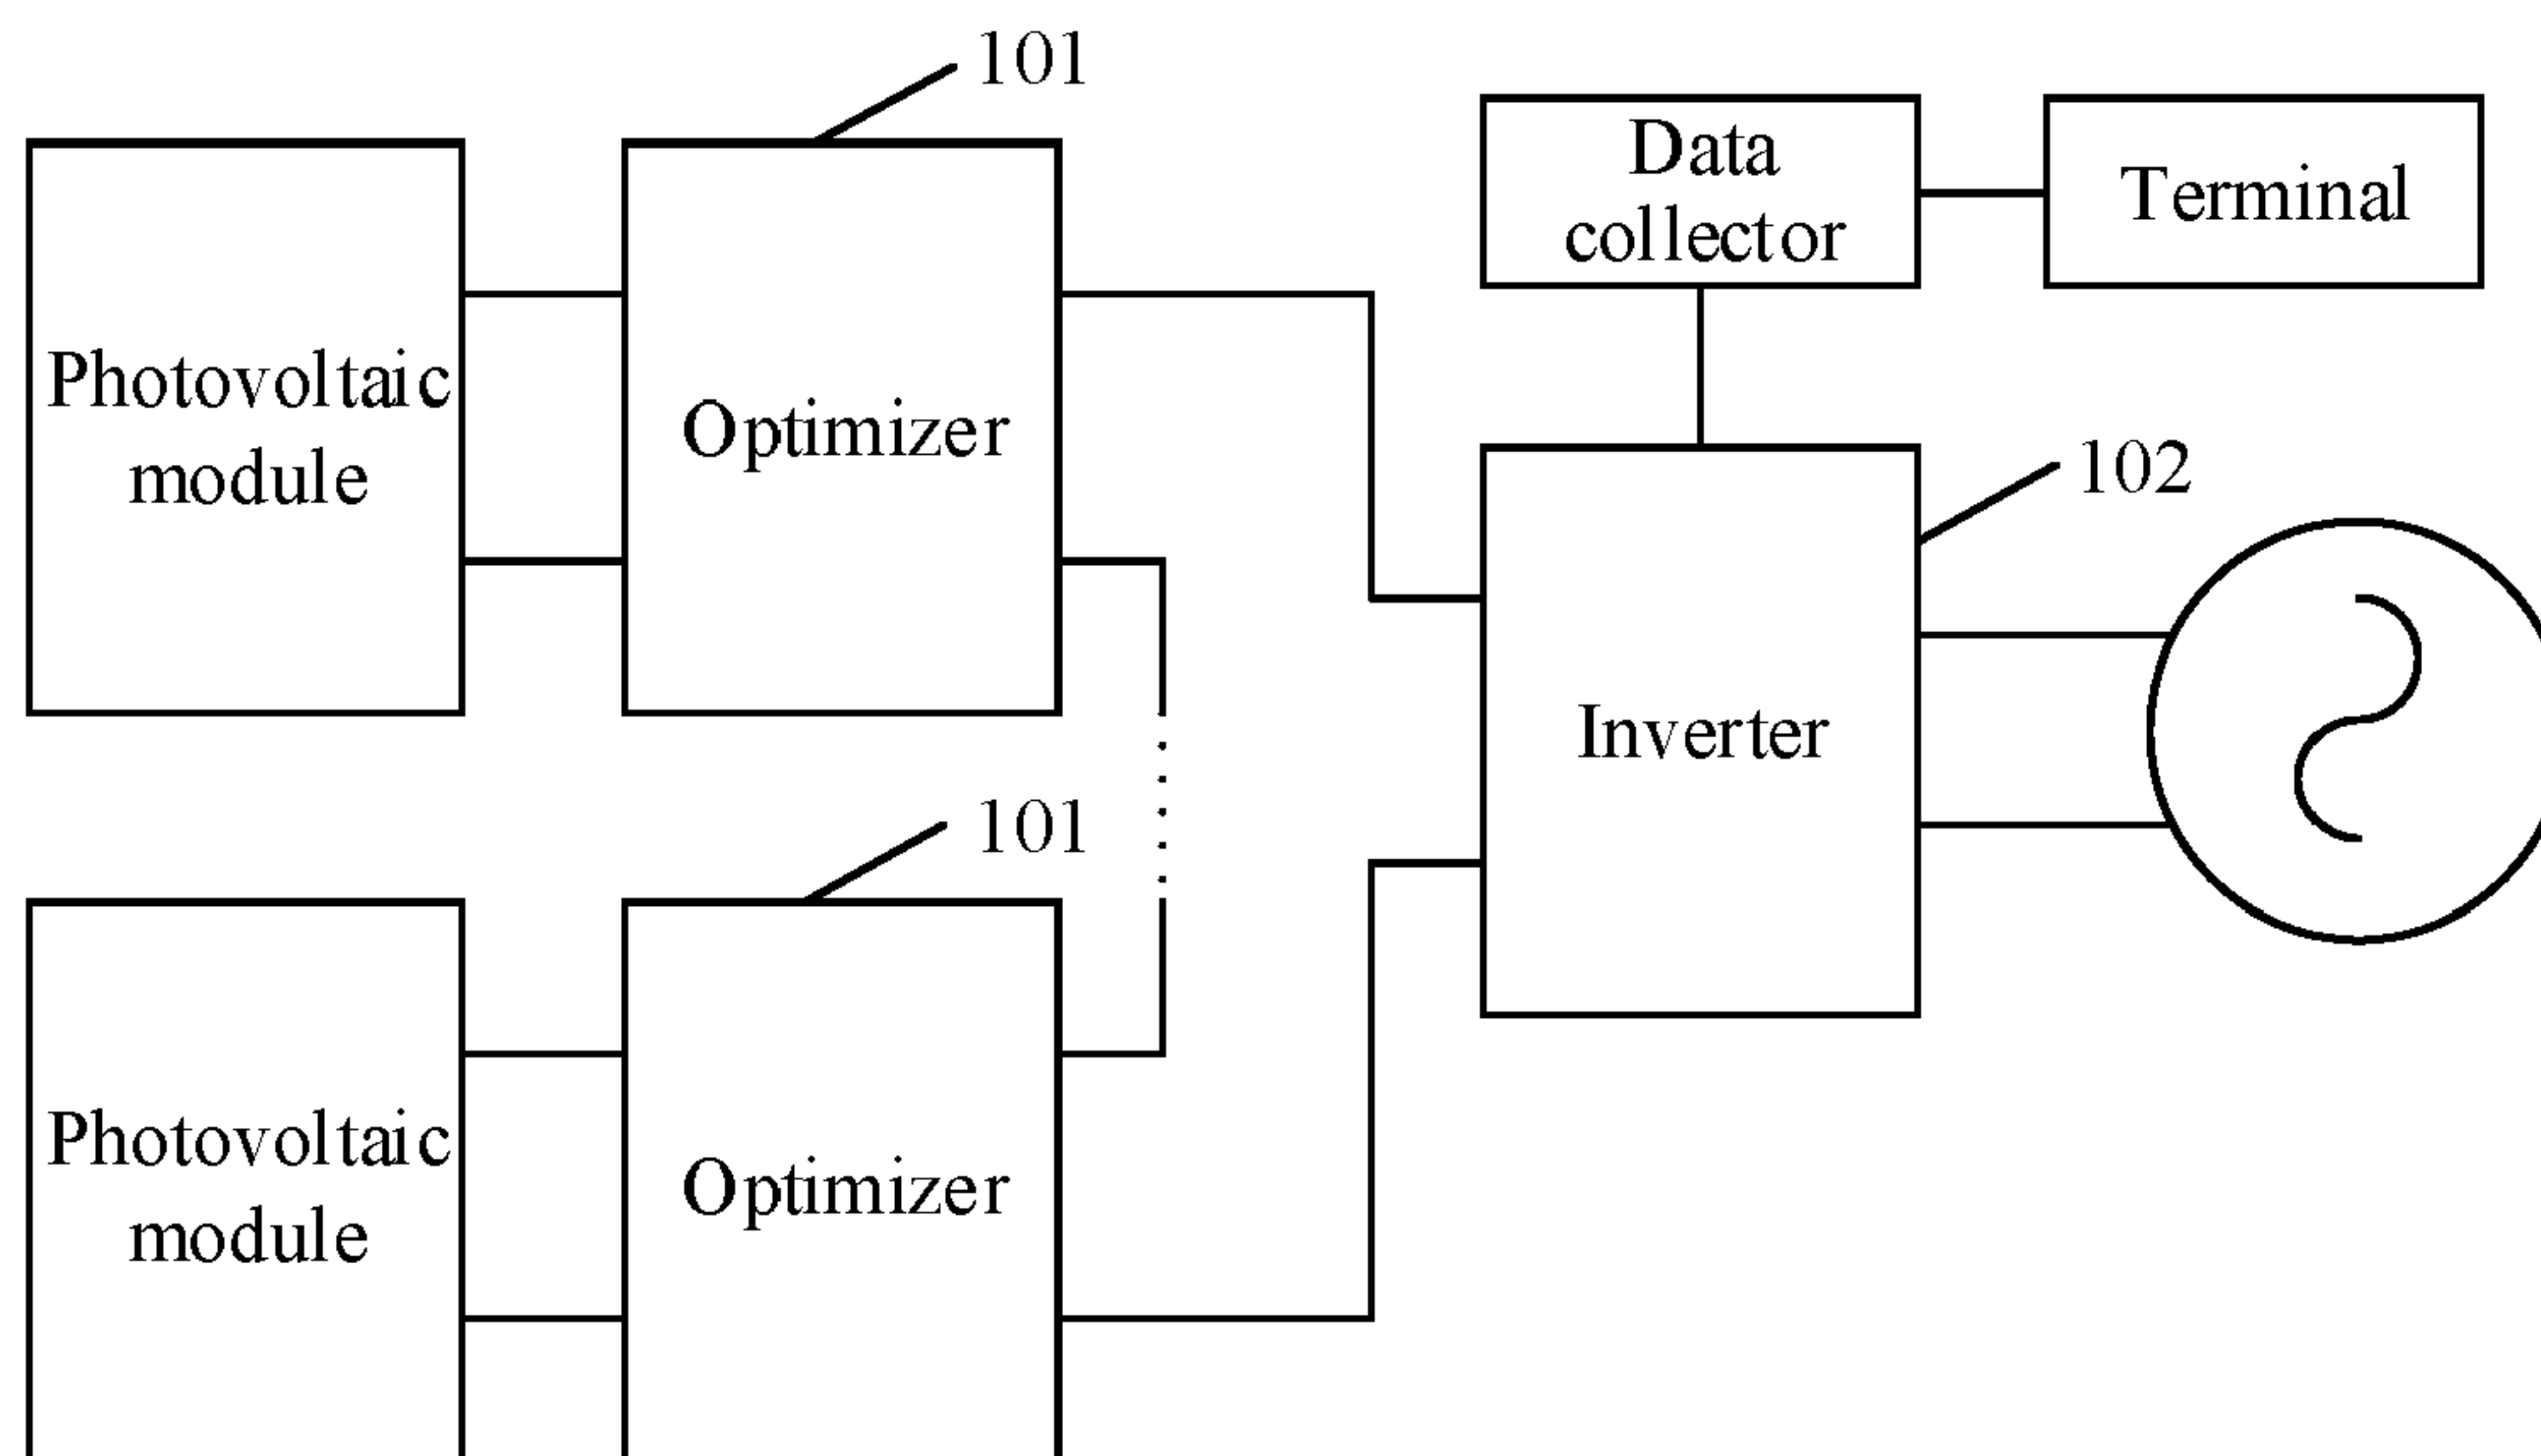 101
Data
collector
Terminal
Photovoltaic
module
Optimizer
102
Inverter
101
Photovoltaic
module
Optimizer